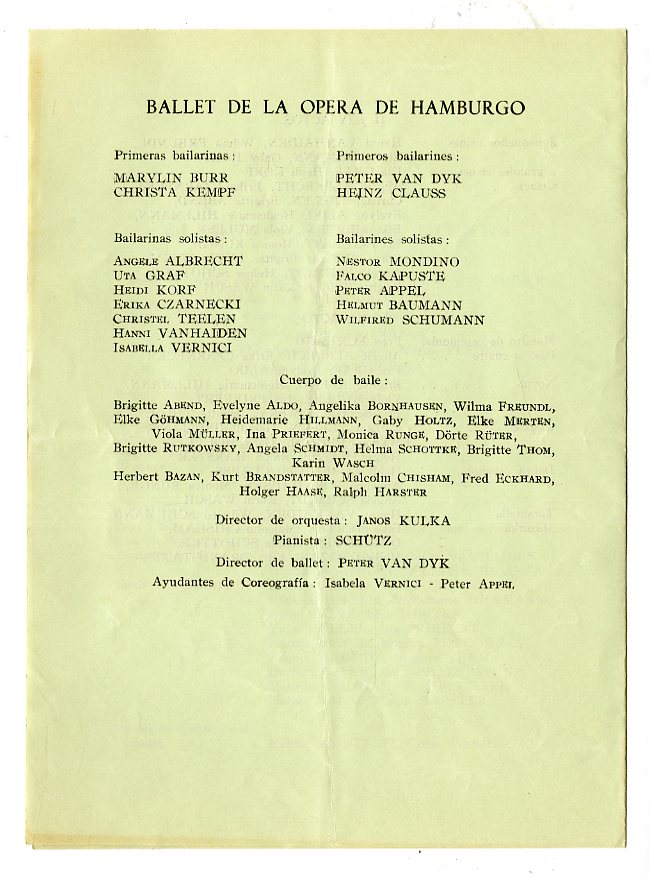 BALLET DE LA OPERA DE HAMBURGO
Primeras bailarinas :
MARYLIN BURR
CHRISTA KEMPF
Primeros bailarines :
PETER VAN DYK
HEINZ CLAUSS
Bailarinas solistas :
ANGELE ALBRECHT
UTA GRAF
HEIDI KORF
ERIKA CZARNECKI
CHRISTEL TEELEN
HANNI VANHAIDEN
ISABELLA VERNICI
Bailarines solistas :
NESTOR MONDINO
FALCO KAPUSTE
PETER APPEL
HELMUT BAUMANN
WILFIRED SCHUMANN
Cuerpo de baile :
Brigitte ABEND, Evelyne ALDO, Angelika BORNHAUSEN, Wilma FREUNDL,
Elke GÖHMANN, Heidemarie HILLMANN, Gaby HOLTZ, Elke MERTEN,
Viola MÜLLER, Ina PRIEFERT, Monica RUNGE, Dörte RÜTER,
Brigitte RUTKOWSKY, Angela SCHMIDT, Helma SCHOTTKE, Brigitte THOM,
Karin WASCH
Herbert BAZAN, Kurt BRANDSTATTER, Malcolm CHISHAM, Fred ECKHARD,
Holger HAASE, Ralph HARSTER
Director de orquesta : JANOS KULKA
Pianista : SCHÜTZ
Director de ballet : PETER VAN DYK
Ayudantes de Coreografía : Isabela VERNICI - Peter APPEL